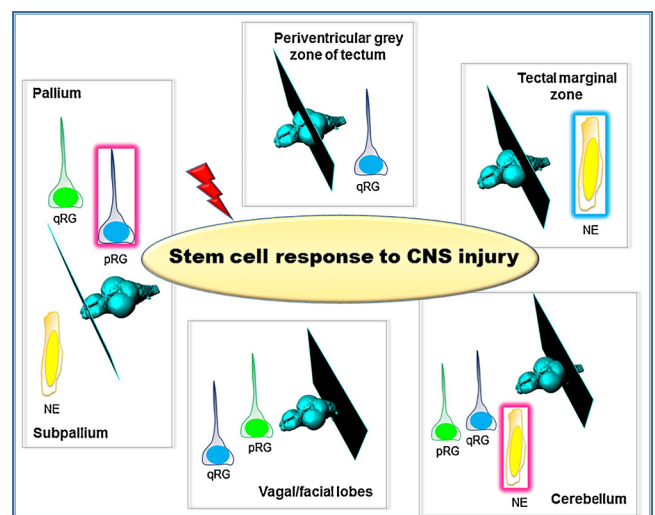 Periventricular grey
zone of tectum
qRG
Tectal marginal
zone
NE
Pallium
qRG
pRG
NE
Subpallium
Stem cell response to CNS injury
qRG
pRG
Vagal/facial lobes
pRG
qRG
NE
Cerebellum